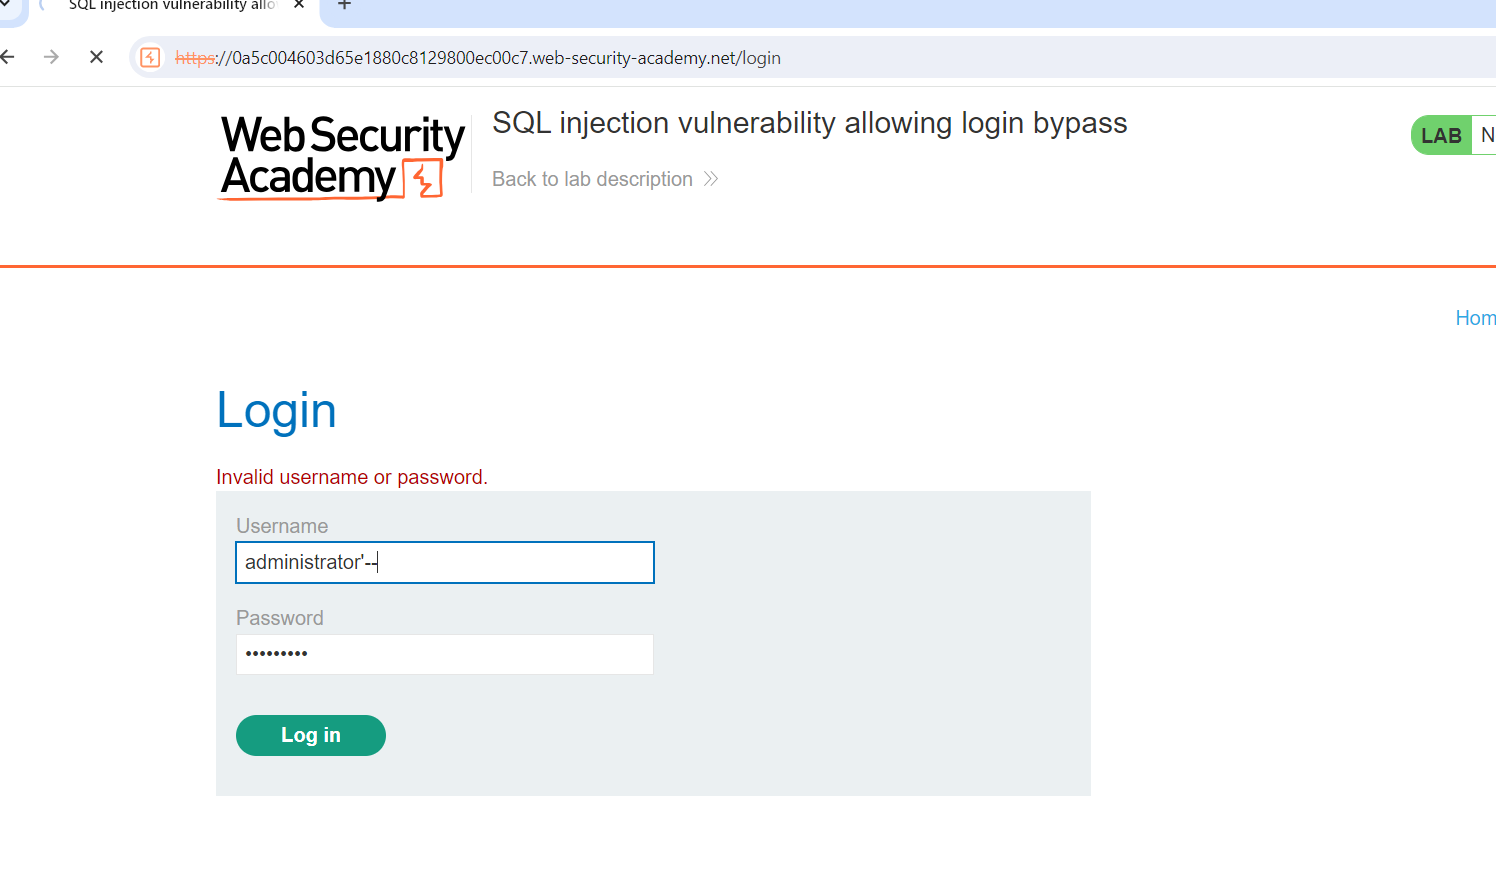 SQL injection vulnerability allo
https://0a5c004603d65e1880c8129800ec00c7.web-security-academy.net/login
Web Security
Academy
SQL injection vulnerability allowing login bypass
Back to lab description
LAB
N
Hom
Login
Invalid username or password.
Username
administrator'--
Password
•••••••••
Log in